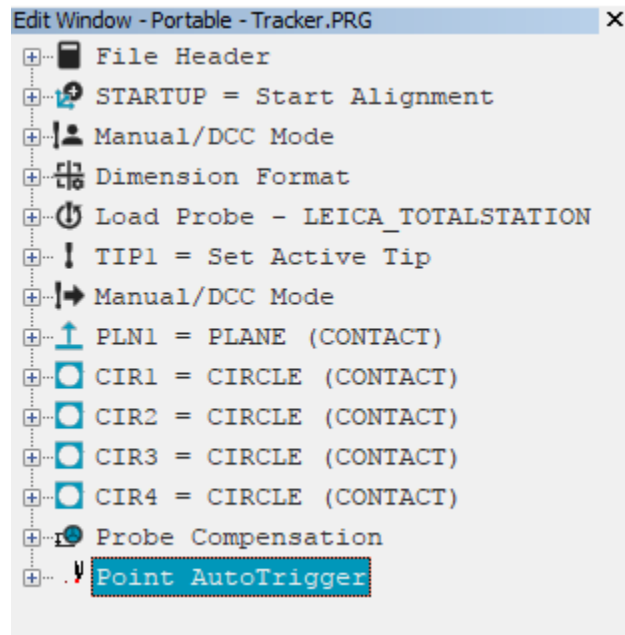 Edit Window - Portable - Tracker.PRG
File Header
STARTUP = Start Alignment
Manual/DCC Mode
Dimension Format
Load Probe - LEICA_TOTALSTATION
TIP1 = Set Active Tip
Manual/DCC Mode
PLN1 = PLANE (CONTACT)
CIR1 = CIRCLE (CONTACT)
CIR2 = CIRCLE (CONTACT)
CIR3 = CIRCLE (CONTACT)
CIR4 = CIRCLE (CONTACT)
Probe Compensation
Point AutoTrigger